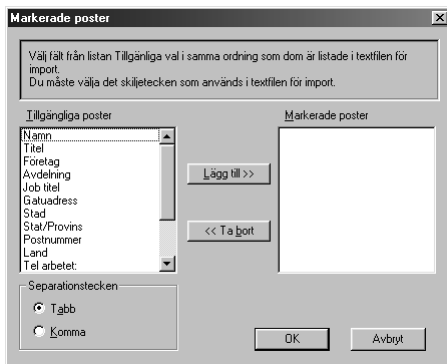 Markerade poster
Välj fält från listan Tillgänliga val i samma ordning som dom är listade i textfilen för
import.
Du måste välja det skiljetecken som används i textfilen för import.
Tillgängliga poster
Markerade poster
Namn
Titel
Företag
Avdelning
Job titel
Gatuadress
Stad
Stat/Provins
Postnummer
Land
Tel arbetet:
Lägg till >>
<< Ta bort
Separationstecken
Tabb
Komma
OK
Avbryt